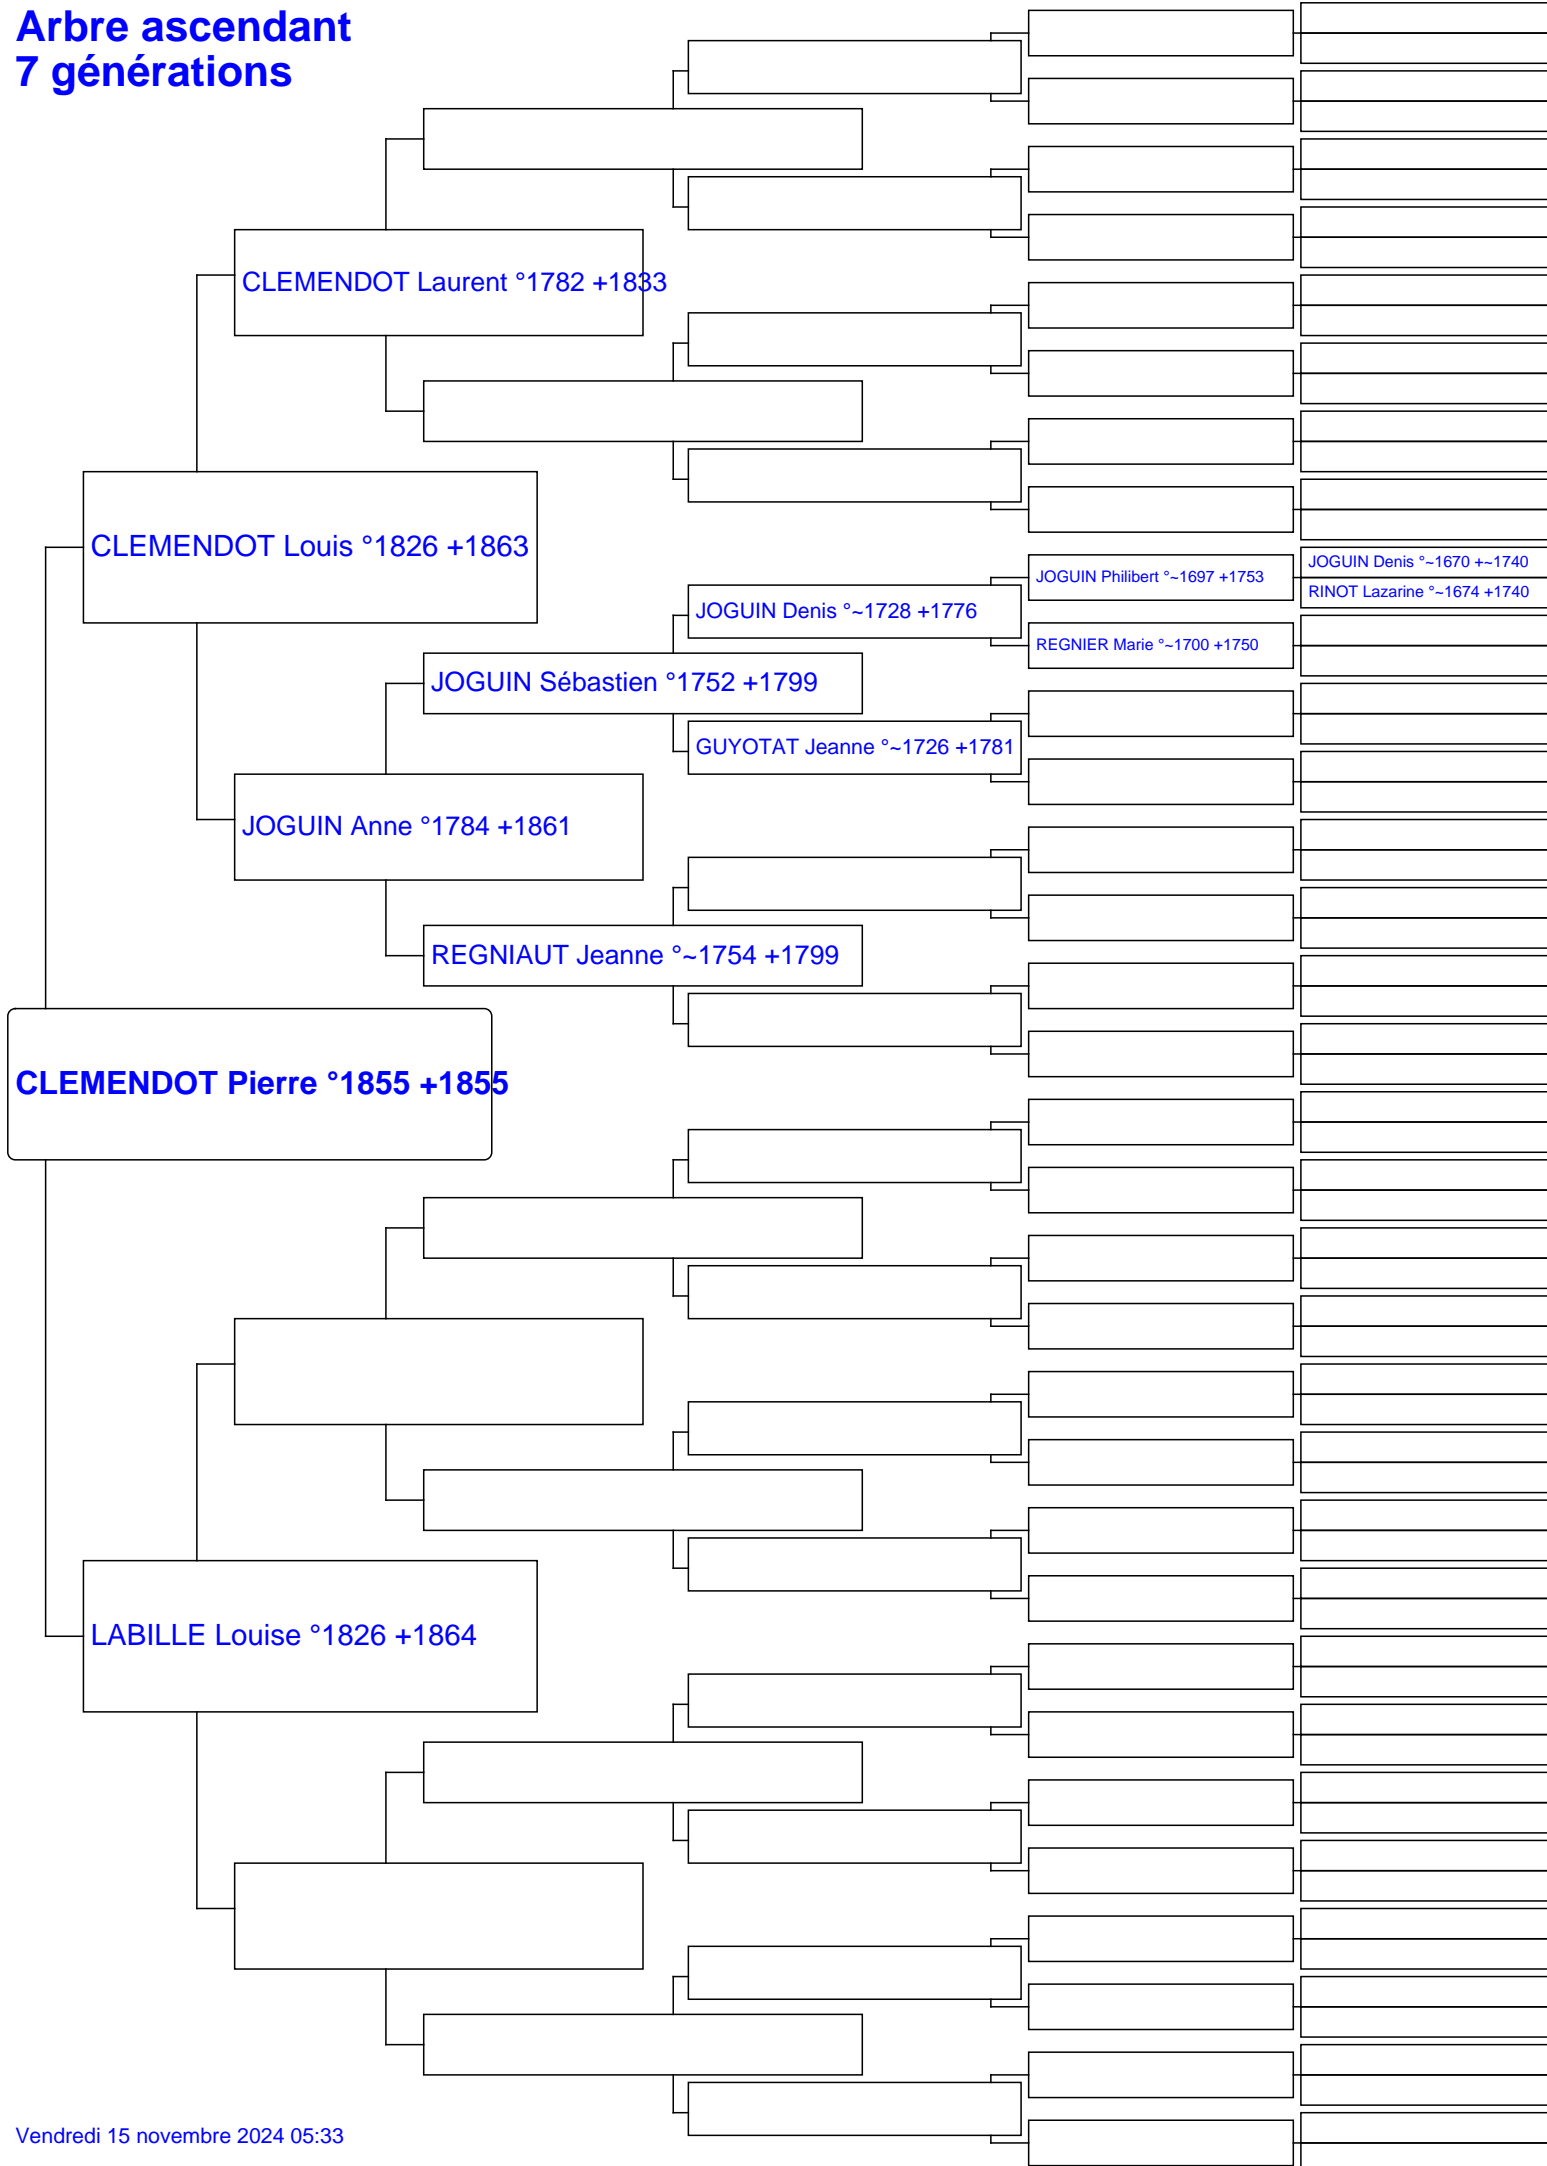 Arbre ascendant
7 générations
CLEMENDOT Laurent °1782 +1833
CLEMENDOT Louis °1826 +1863
JOGUIN Denis °~1670 +~1740
JOGUIN Philibert °~1697 +1753
RINOT Lazarine °~1674 +1740
JOGUIN Denis °~1728 +1776
REGNIER Marie °~1700 +1750
JOGUIN Sébastien °1752 +1799
GUYOTAT Jeanne °~1726 +1781
JOGUIN Anne °1784 +1861
REGNIAUT Jeanne °~1754 +1799
CLEMENDOT Pierre °1855 +1855
LABILLE Louise °1826 +1864
Vendredi 15 novembre 2024 05:33